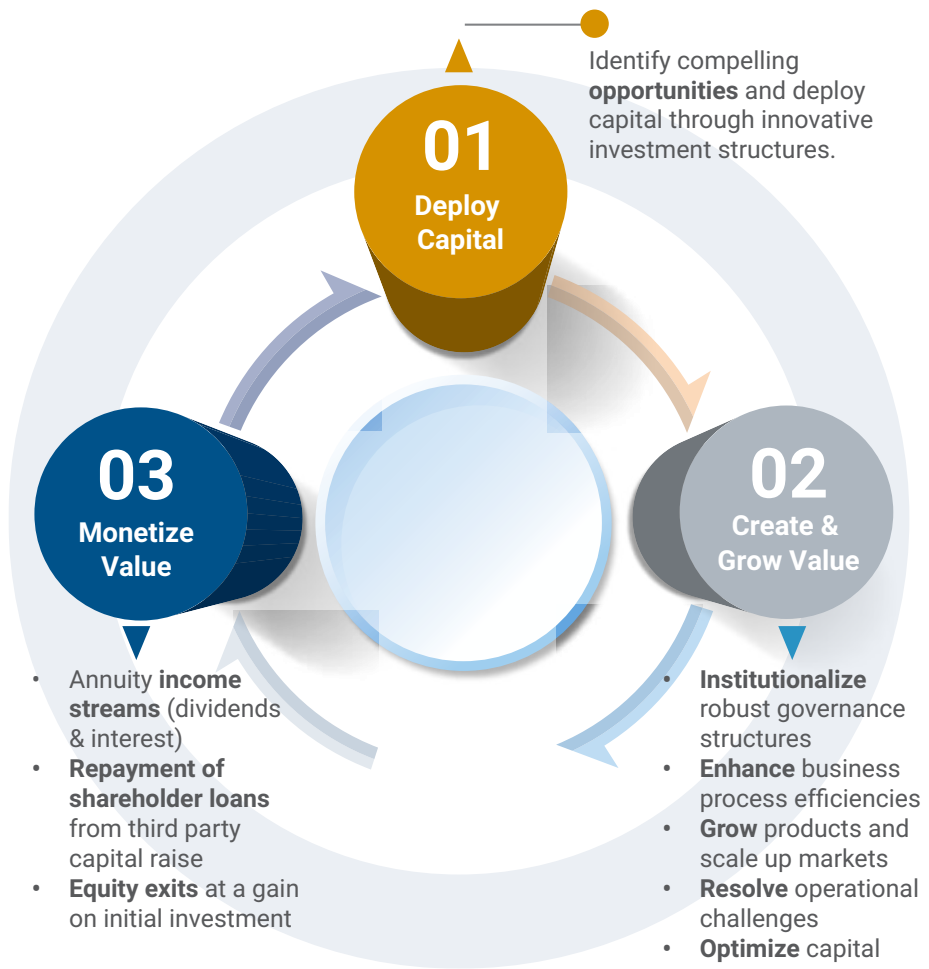 Identify compelling
opportunities and deploy
capital through innovative
investment structures.
01
Deploy
Capital
02
Create &
Grow Value
• Institutionalize
robust governance
structures
• Enhance business
process efficiencies
• Grow products and
scale up markets
• Resolve operational
challenges
• Optimize capital
03
Monetize
Value
• Annuity income
streams (dividends
& interest)
• Repayment of
shareholder loans
from third party
capital raise
• Equity exits at a gain
on initial investment